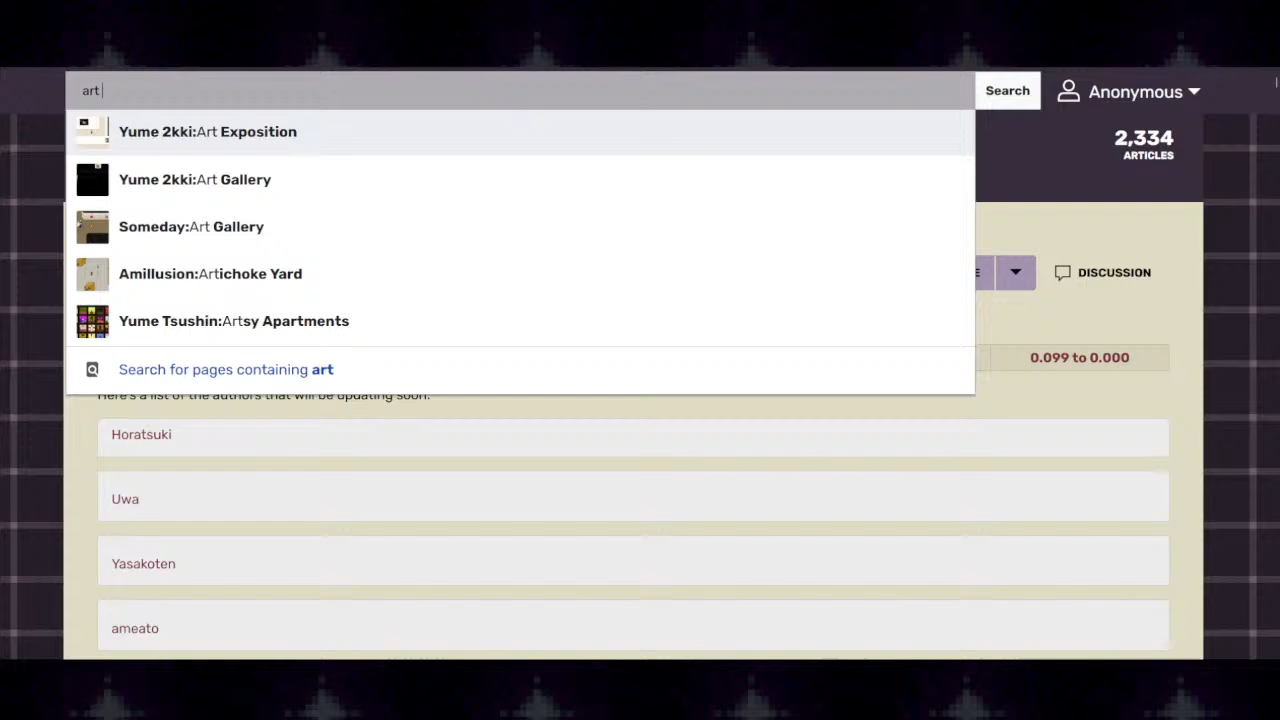 art
Search
Anonymous
Yume 2kki:Art Exposition
2,334
ARTICLES
Yume 2kki:Art Gallery
Someday:Art Gallery
Amillusion:Artichoke Yard
DISCUSSION
Yume Tsushin:Artsy Apartments
0.099 to 0.000
Search for pages containing art
Here's a list of the authors that will be updating soon:
Horatsuki
Uwa
Yasakoten
ameato